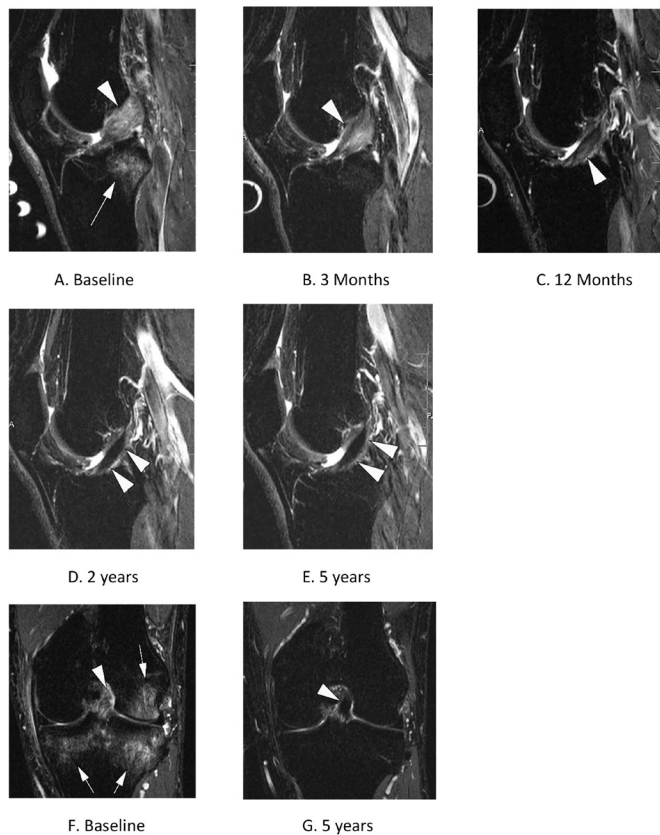 A. Baseline
B. 3 Months
C. 12 Months
A
A
A
D. 2 years
E. 5 years
A
F. Baseline
G. 5 years